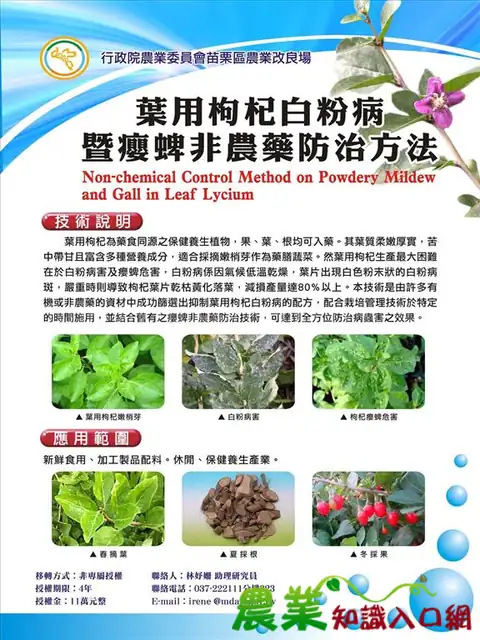 行政院農業委員會苗栗區農業改良場
葉用枸杞白粉病
暨癭蜱非農藥防治方法
Non-chemical Control Method on Powdery Mildew
and Gall in Leaf Lycium
技術說明
葉用枸杞為藥食同源之保健養生植物，果、葉、根均可入藥。其葉質柔嫩厚實，苦
中帶甘且富含多種營養成分，適合採摘嫩梢芽作為藥膳蔬菜。然葉用枸杞生產最大困難
在於白粉病害及癭蜱危害，白粉病係因氣候低溫乾燥，葉片出現白色粉末狀的白粉病
斑，嚴重時則導致枸杞葉片乾枯黃化落葉，減損產量達80%以上。本技術是由許多有
機或非農藥的資材中成功篩選出抑制葉用枸杞白粉病的配方，配合栽培管理技術於特定
的時間施用，並結合舊有之癭蜱非農藥防治技術，可達到全方位防治病蟲害之效果。
▲ 葉用枸杞嫩梢芽
▲ 白粉病害
▲ 枸杞癭蜱危害
應用範圍
新鮮食用、加工製品配料。休閒、保健養生產業。
▲ 春摘葉
▲ 夏採根
▲ 冬採果
移轉方式：非專屬授權
聯絡人：林妤姍 助理研究員
授權期限：4年
聯絡電話：037-222111
授權金：11萬元整
E-mail：irene @mda
農業知識入口網